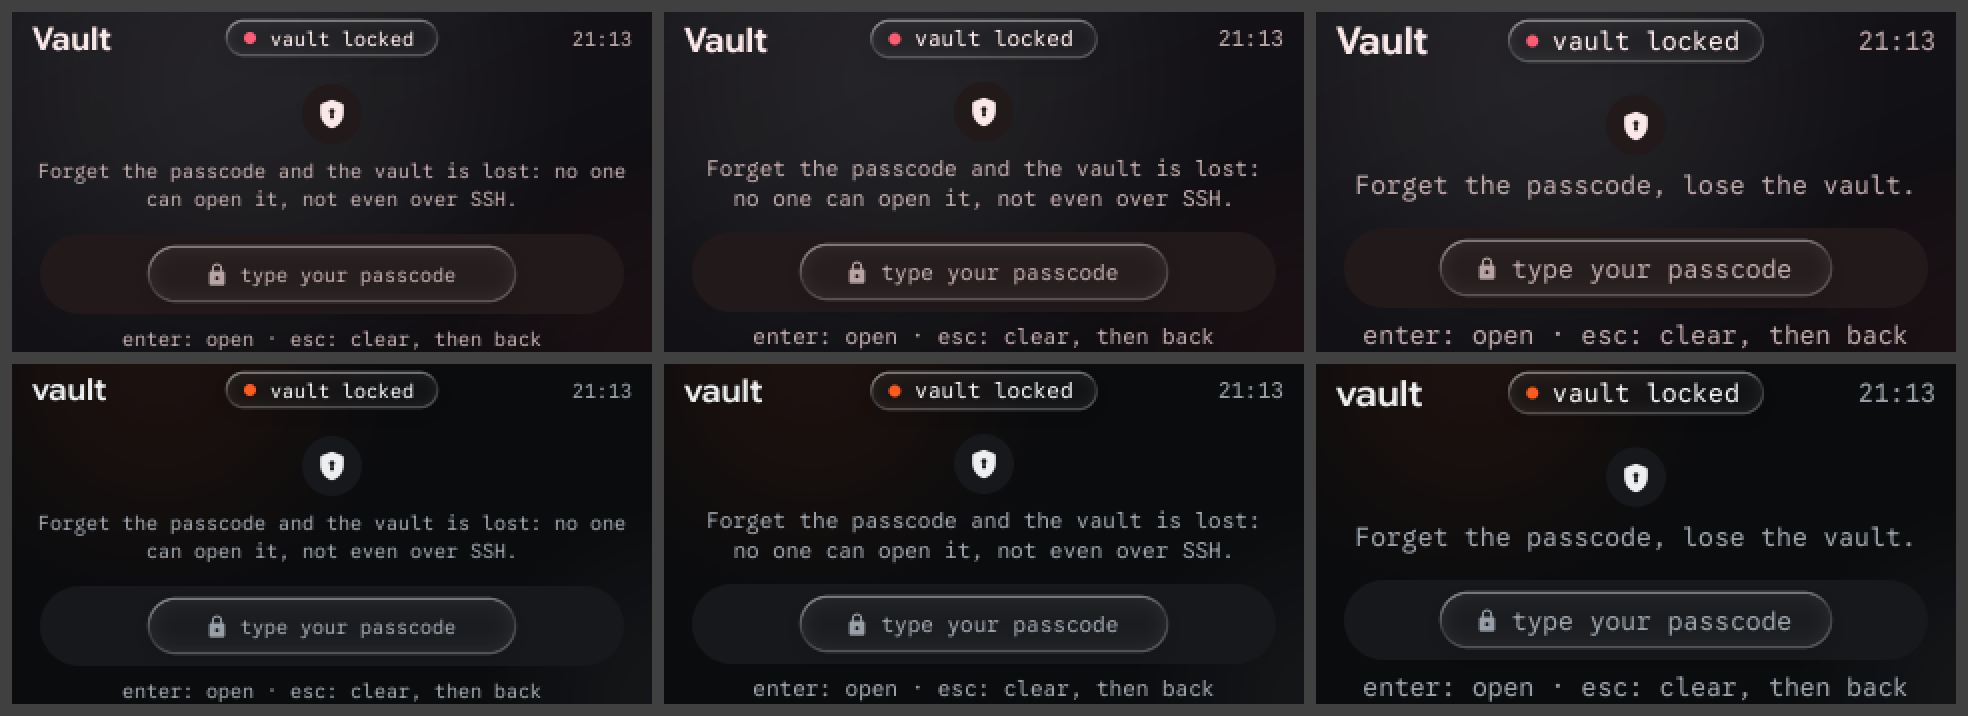 Vault
vault locked
21:13
Forget the passcode and the vault is lost: no one
can open it, not even over SSH.
type your passcode
enter: open · esc: clear, then back
Vault
vault locked
21:13
Forget the passcode and the vault is lost:
no one can open it, not even over SSH.
type your passcode
enter: open · esc: clear, then back
Vault
vault locked
21:13
Forget the passcode, lose the vault.
type your passcode
enter: open · esc: clear, then back
vault
vault locked
21:13
Forget the passcode and the vault is lost: no one
can open it, not even over SSH.
type your passcode
enter: open · esc: clear, then back
vault
vault locked
21:13
Forget the passcode and the vault is lost:
no one can open it, not even over SSH.
type your passcode
enter: open · esc: clear, then back
vault
vault locked
21:13
Forget the passcode, lose the vault.
type your passcode
enter: open · esc: clear, then back